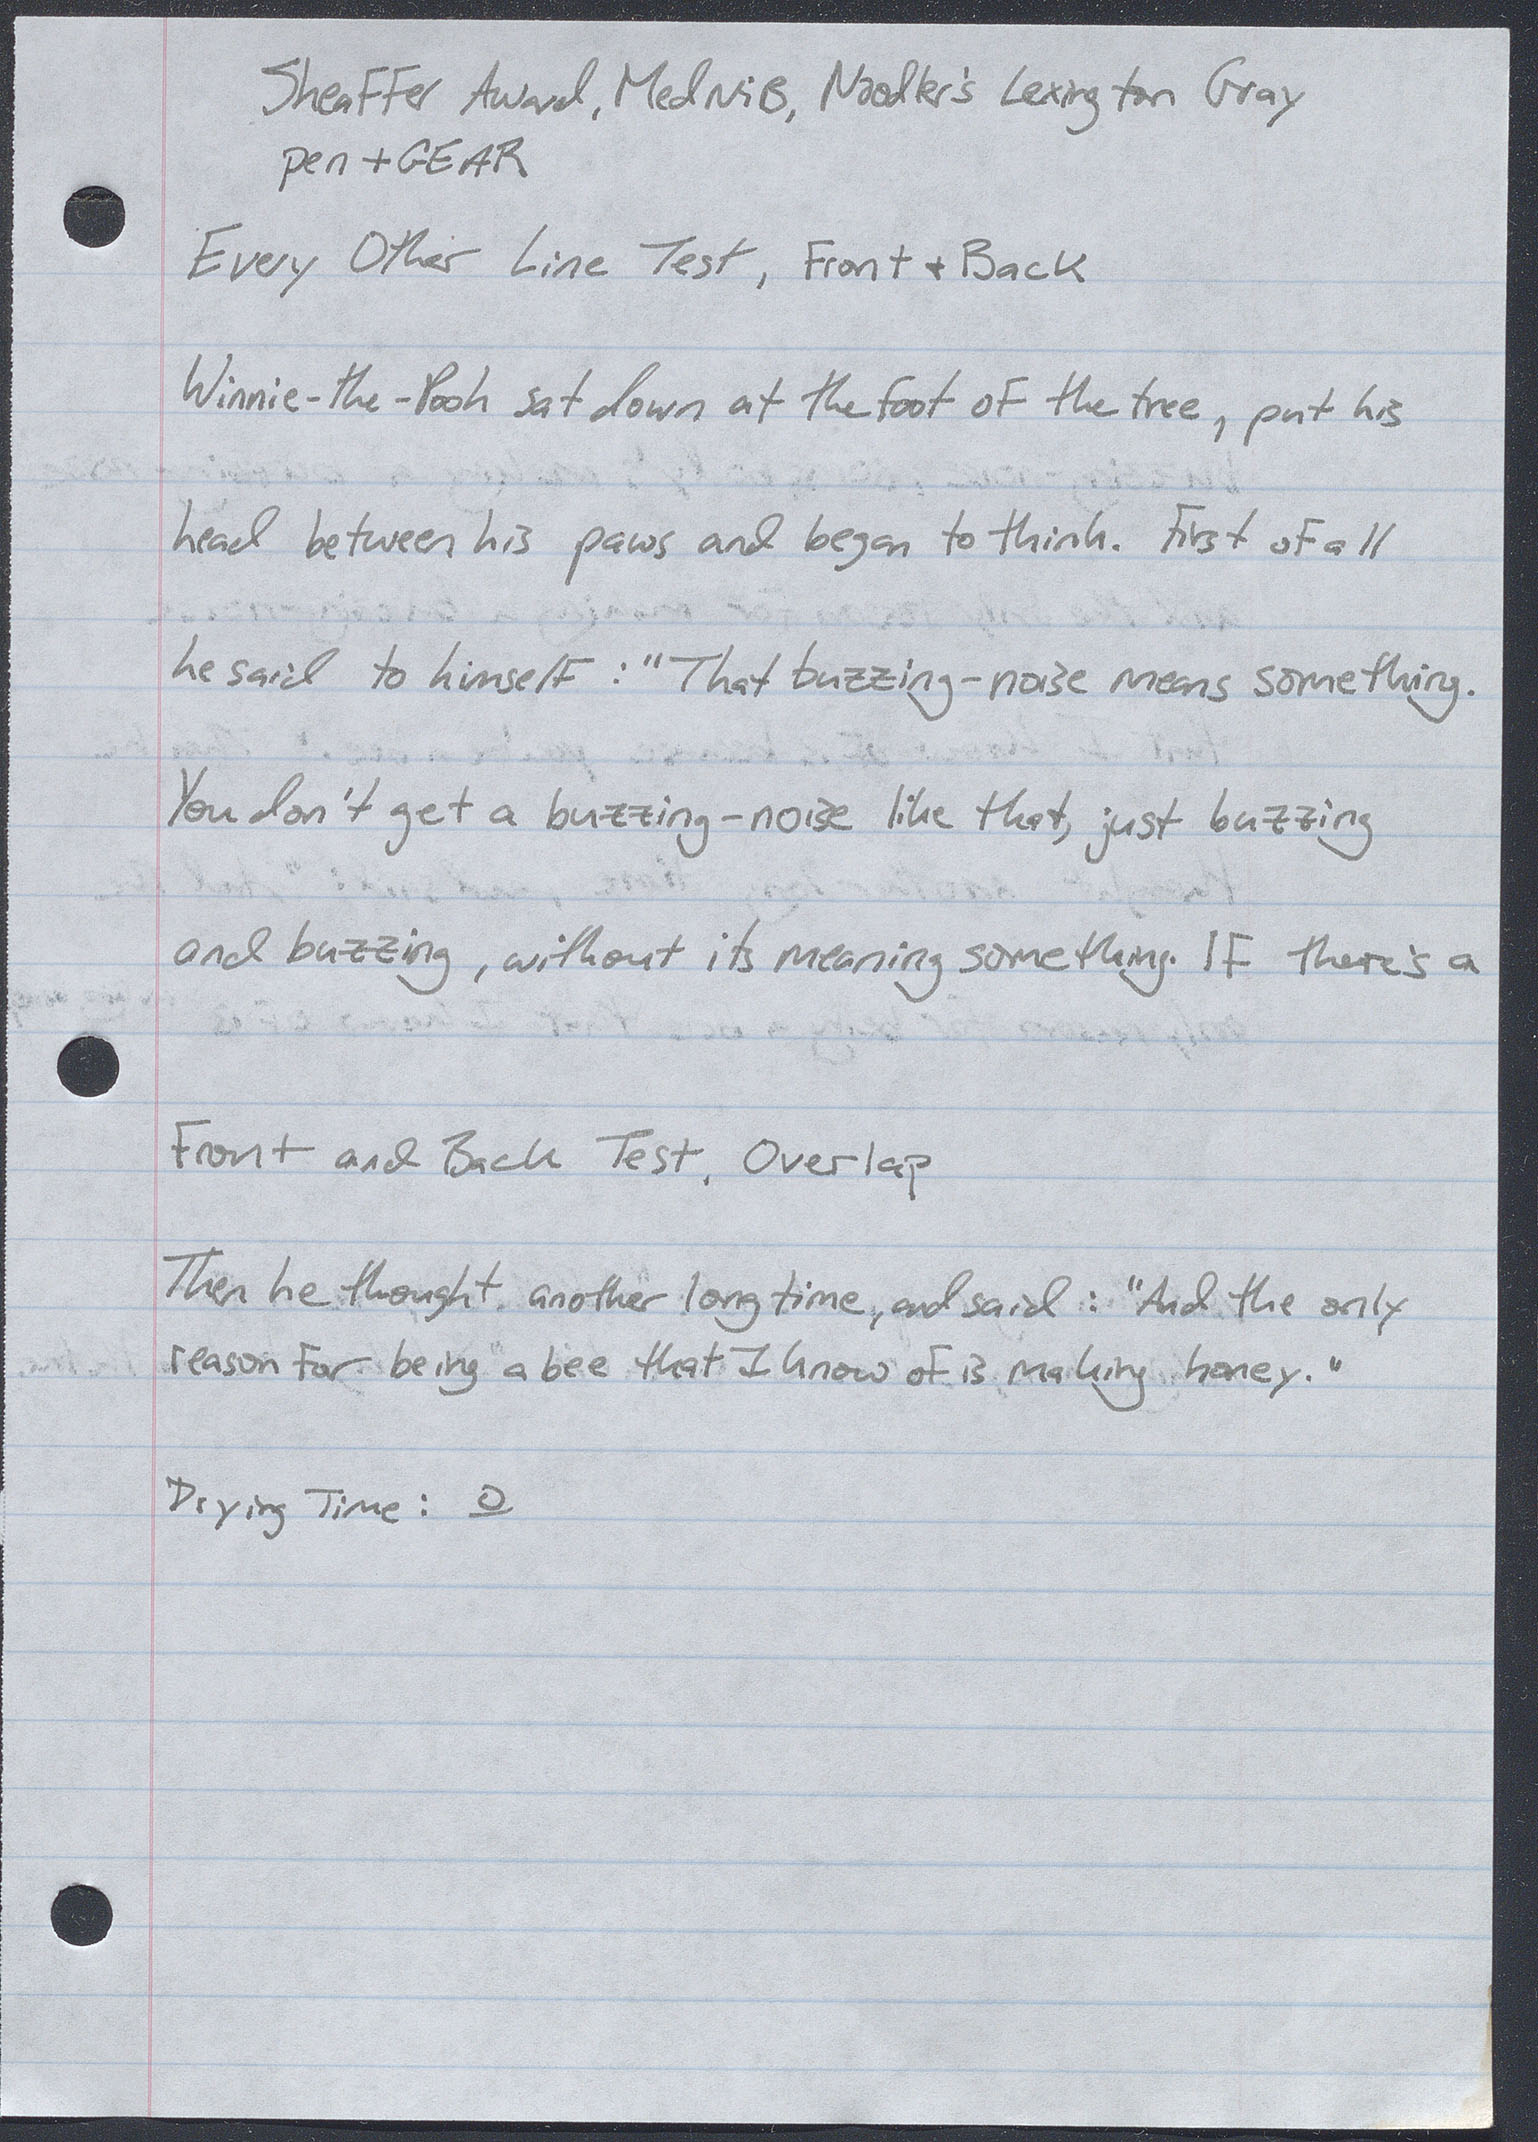 Sheaffer Award, Med Nib, Noodler's Lexington Gray
pen+GEAR
Every Other Line Test, Front + Back
Winnie-the-Pooh sat down at the foot of the tree, put his
head between his paws and began to think. First of all
he said to himself: "That buzzing-noise means something.
You don't get a buzzing-noise like that, just buzzing
and buzzing, without its meaning something. If there's a
Front and Back Test, Overlap
Then he thought another long time, and said: "And the only
reason for being a bee that I know of is making honey."
Drying Time: 0